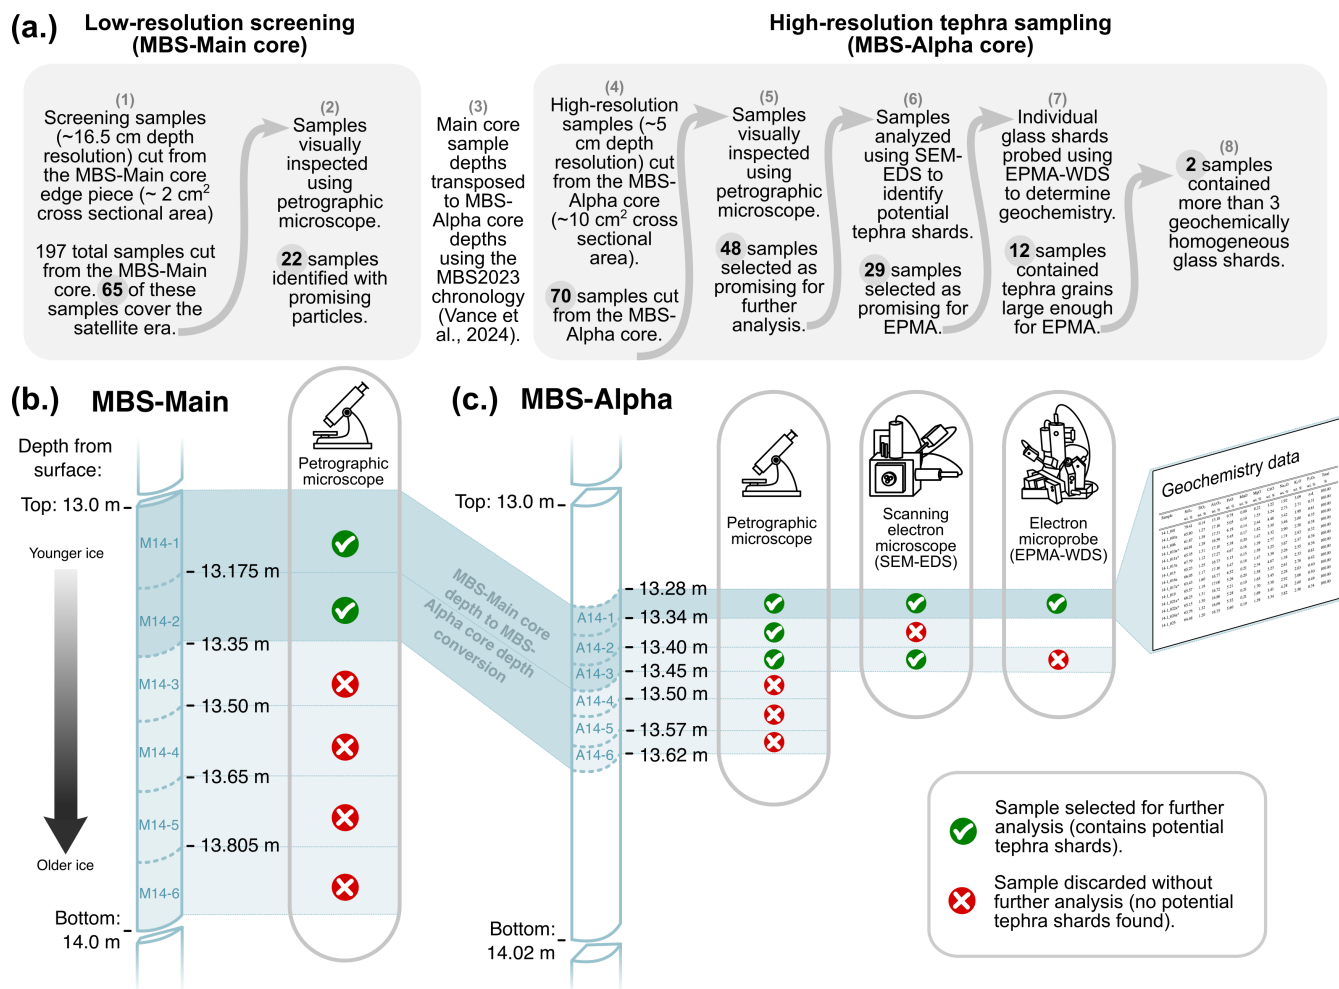 (a.)
Low-resolution screening
(MBS-Main core)
High-resolution tephra sampling
(MBS-Alpha core)
(1)
Screening samples
(~16.5 cm depth
resolution) cut from
the MBS-Main core
edge piece (~ 2 cm²
cross sectional area)
197 total samples cut
from the MBS-Main
core. 65 of these
samples cover the
satellite era.
(2)
Samples
visually
inspected
using
petrographic
microscope.
22 samples
identified with
promising
particles.
(3)
Main core
sample
depths
transposed
to MBS-
Alpha core
depths
using the
MBS2023
chronology
(Vance et
al., 2024).
(4)
High-resolution
samples (~5
cm depth
resolution) cut
from the MBS-
Alpha core
(~10 cm² cross
sectional
area).
70 samples cut
from the MBS-
Alpha core.
(5)
Samples
visually
inspected
using
petrographic
microscope.
48 samples
selected as
promising for
further
analysis.
(6)
Samples
analyzed
using SEM-
EDS to
identify
potential
tephra shards.
29 samples
selected as
promising for
EPMA.
(7)
Individual
glass shards
probed using
EPMA-WDS
to determine
geochemistry.
12 samples
contained
tephra grains
large enough
for EPMA.
(8)
2 samples
contained
more than 3
geochemically
homogeneous
glass shards.
(b.) MBS-Main
Depth from
surface:
Top: 13.0 m
Younger ice
Older ice
M14-1
13.175 m
M14-2
13.35 m
M14-3
13.50 m
M14-4
13.65 m
M14-5
13.805 m
M14-6
Bottom:
14.0 m
Petrographic
microscope
MBS-Main core
depth to MBS-
Alpha core depth
conversion
(c.) MBS-Alpha
Top: 13.0 m
13.28 m
A14-1
13.34 m
A14-2
13.40 m
A14-3
13.45 m
A14-4
13.50 m
A14-5
13.57 m
A14-6
13.62 m
Bottom:
14.02 m
Petrographic
microscope
Scanning
electron
microscope
(SEM-EDS)
Electron
microprobe
(EPMA-WDS)
Geochemistry data
Sample selected for further
analysis (contains potential
tephra shards).
Sample discarded without
further analysis (no potential
tephra shards found).